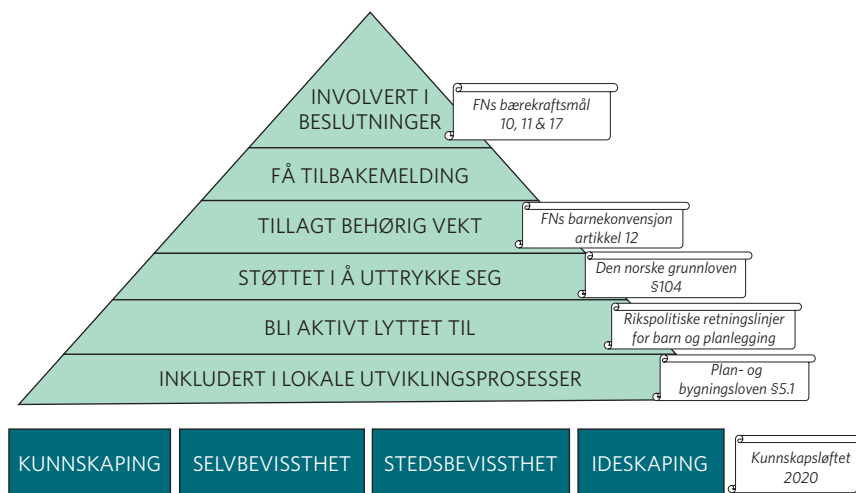 INVOLVERT I
BESLUTNINGER
FNs bærekraftsmål
10, 11 & 17
FÅ TILBAKEMELDING
TILLAGT BEHØRIG VEKT
FNs barnekonvensjon
artikkel 12
STØTTET I Å UTTRYKKE SEG
Den norske grunnloven
§104
BLI AKTIVT LYTTET TIL
Rikspolitiske retningslinjer
for barn og planlegging
INKLUDERT I LOKALE UTVIKLINGSPROSESSER
Plan- og
bygningsloven §5.1
KUNNSKAPING
SELVBEVISSTHET
STEDSBEVISSTHET
IDESKAPING
Kunnskapsløftet
2020